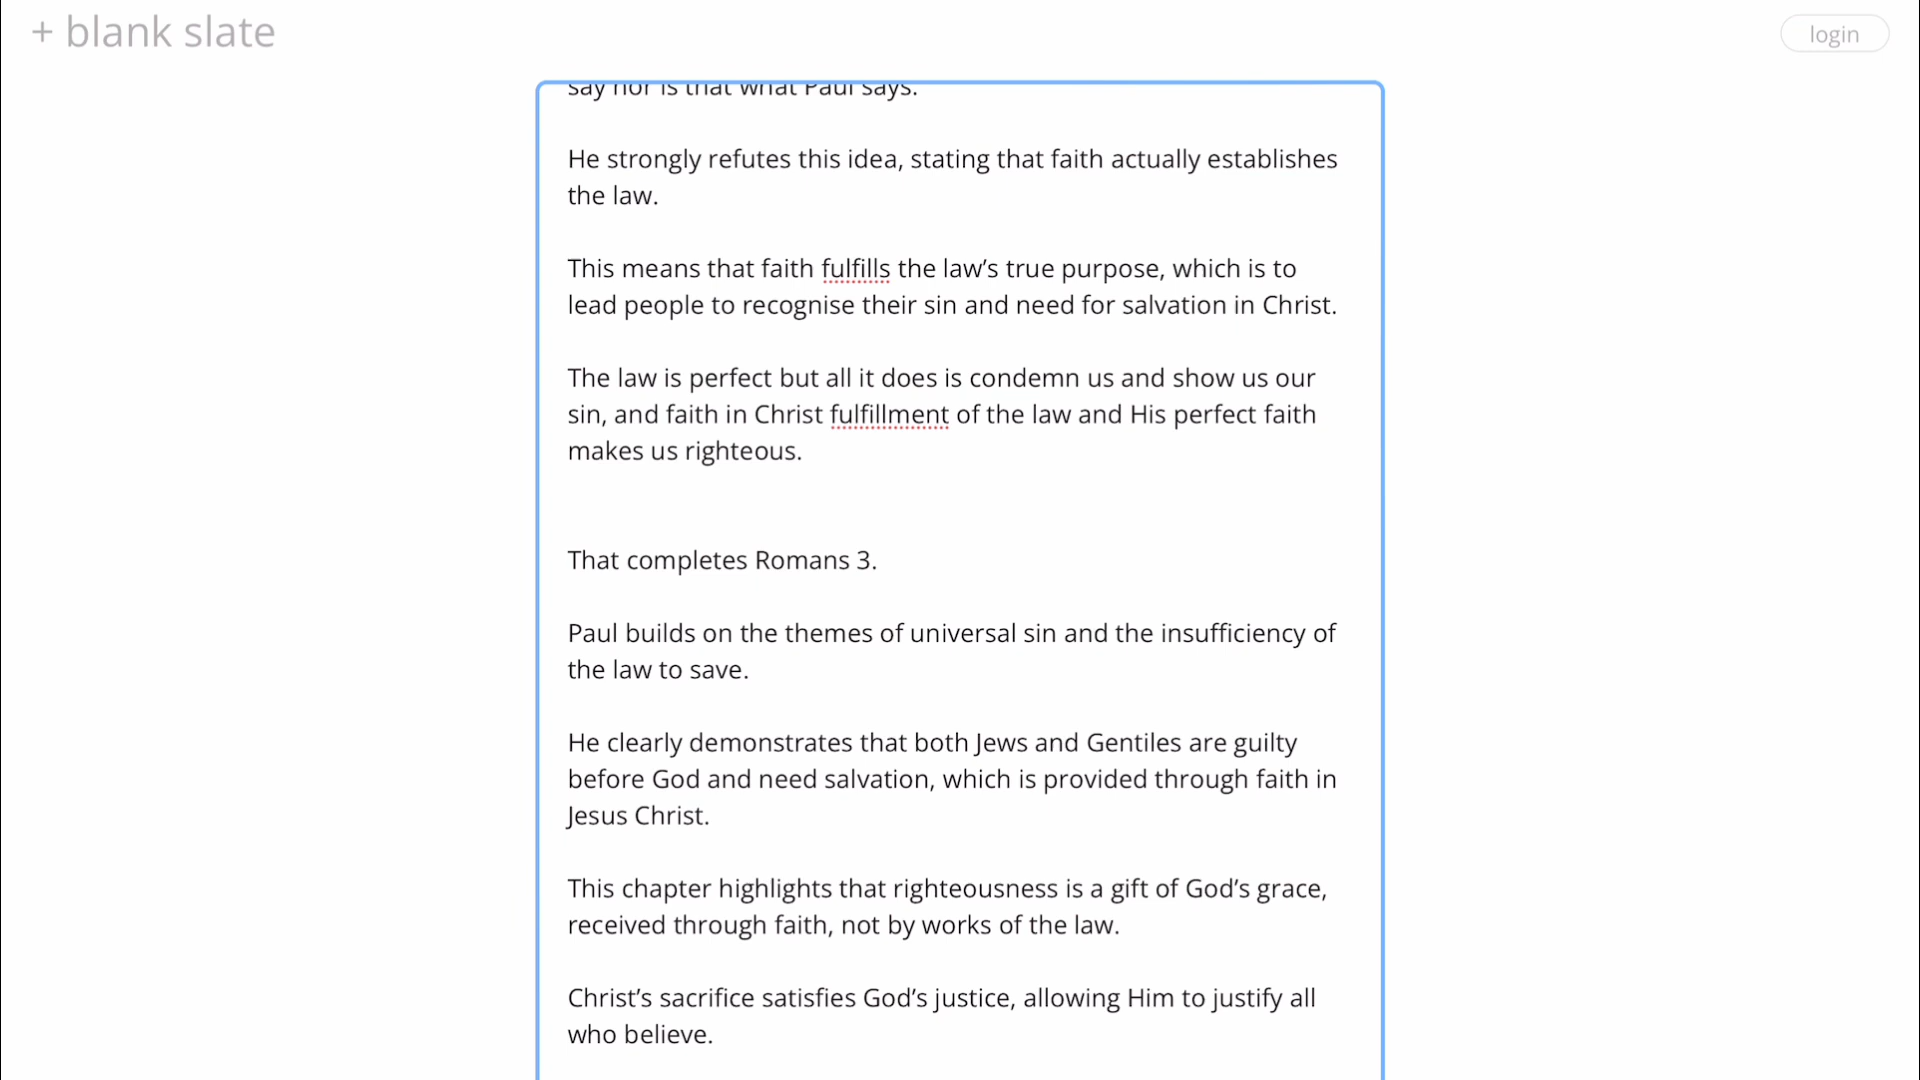 + blank slate
login
say nor is that what Paul says.
He strongly refutes this idea, stating that faith actually establishes
the law.
This means that faith fulfills the law’s true purpose, which is to
lead people to recognise their sin and need for salvation in Christ.
The law is perfect but all it does is condemn us and show us our
sin, and faith in Christ fulfillment of the law and His perfect faith
makes us righteous.
That completes Romans 3.
Paul builds on the themes of universal sin and the insufficiency of
the law to save.
He clearly demonstrates that both Jews and Gentiles are guilty
before God and need salvation, which is provided through faith in
Jesus Christ.
This chapter highlights that righteousness is a gift of God’s grace,
received through faith, not by works of the law.
Christ’s sacrifice satisfies God’s justice, allowing Him to justify all
who believe.